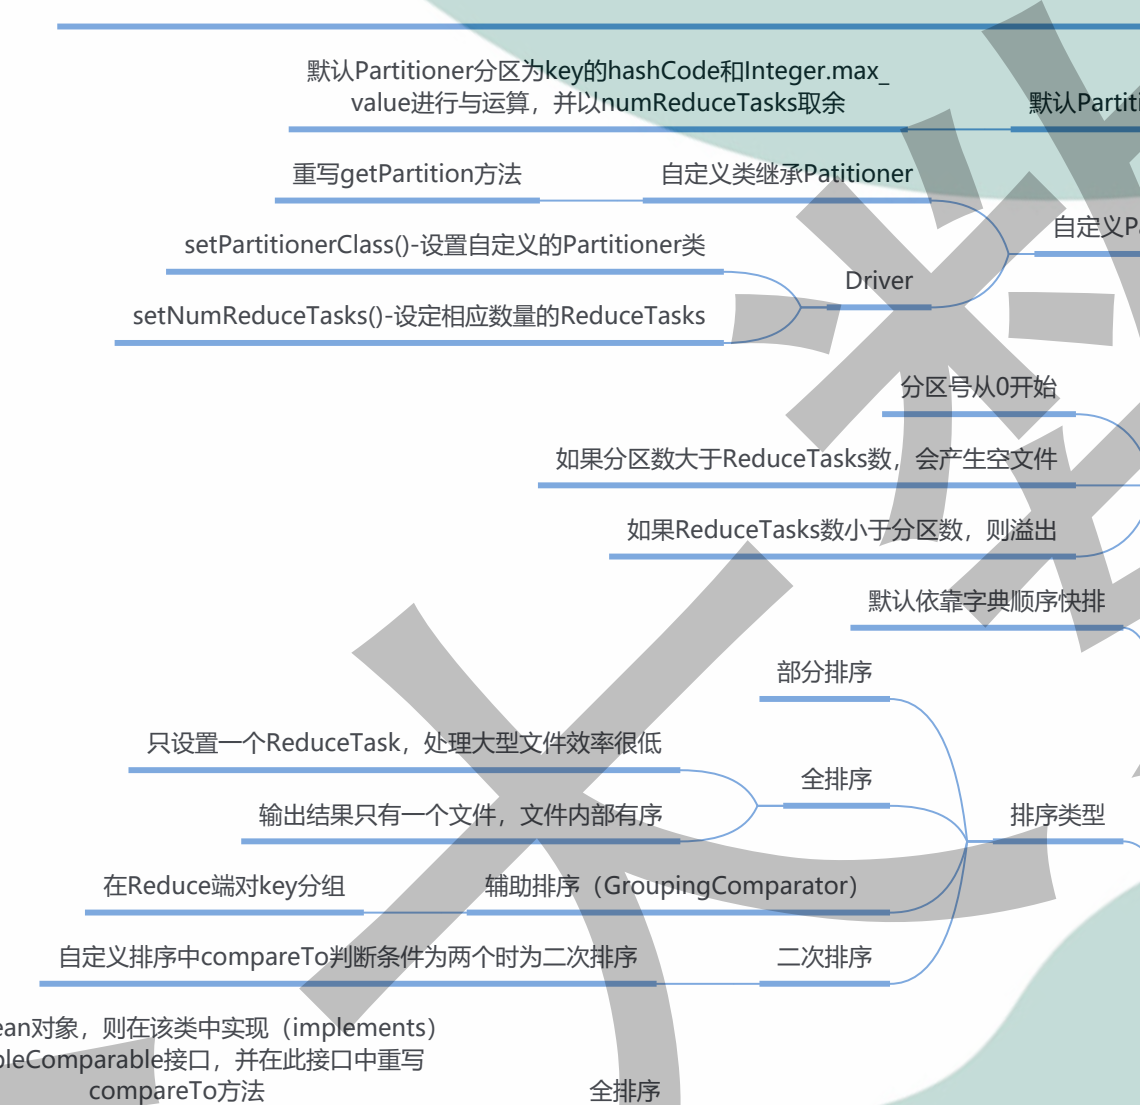 默认Partitioner分区为key的hashCode和Integer.max_
value进行与运算，并以numReduceTasks取余
默认Partiti
重写getPartition方法
自定义类继承Patitioner
自定义Pa
setPartitionerClass()-设置自定义的Partitioner类
Driver
setNumReduceTasks()-设定相应数量的ReduceTasks
分区号从0开始
如果分区数大于ReduceTasks数，会产生空文件
如果ReduceTasks数小于分区数，则溢出
默认依靠字典顺序快排
部分排序
只设置一个ReduceTask，处理大型文件效率很低
全排序
输出结果只有一个文件，文件内部有序
排序类型
在Reduce端对key分组
辅助排序（GroupingComparator）
自定义排序中compareTo判断条件为两个时为二次排序
二次排序
ean对象，则在该类中实现（implements）
bleComparable接口，并在此接口中重写
compareTo方法
全排序